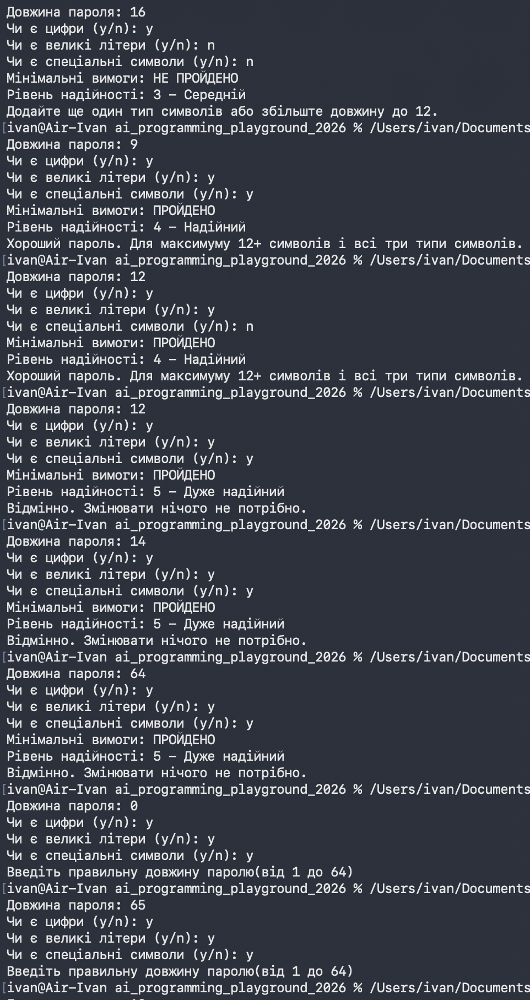 Довжина пароля: 16
Чи є цифри (y/n): y
Чи є великі літери (y/n): n
Чи є спеціальні символи (y/n): n
Мінімальні вимоги: НЕ ПРОЙДЕНО
Рівень надійності: 3 – Середній
Додайте ще один тип символів або збільште довжину до 12.
[ivan@Air-Ivan ai_programming_playground_2026 % /Users/ivan/Documents
Довжина пароля: 9
Чи є цифри (y/n): y
Чи є великі літери (y/n): y
Чи є спеціальні символи (y/n): y
Мінімальні вимоги: ПРОЙДЕНО
Рівень надійності: 4 – Надійний
Хороший пароль. Для максимуму 12+ символів і всі три типи символів.
[ivan@Air-Ivan ai_programming_playground_2026 % /Users/ivan/Documents
Довжина пароля: 12
Чи є цифри (y/n): y
Чи є великі літери (y/n): y
Чи є спеціальні символи (y/n): n
Мінімальні вимоги: ПРОЙДЕНО
Рівень надійності: 4 – Надійний
Хороший пароль. Для максимуму 12+ символів і всі три типи символів.
[ivan@Air-Ivan ai_programming_playground_2026 % /Users/ivan/Documents
Довжина пароля: 12
Чи є цифри (y/n): y
Чи є великі літери (y/n): y
Чи є спеціальні символи (y/n): y
Мінімальні вимоги: ПРОЙДЕНО
Рівень надійності: 5 – Дуже надійний
Відмінно. Змінювати нічого не потрібно.
[ivan@Air-Ivan ai_programming_playground_2026 % /Users/ivan/Documents
Довжина пароля: 14
Чи є цифри (y/n): y
Чи є великі літери (y/n): y
Чи є спеціальні символи (y/n): y
Мінімальні вимоги: ПРОЙДЕНО
Рівень надійності: 5 – Дуже надійний
Відмінно. Змінювати нічого не потрібно.
[ivan@Air-Ivan ai_programming_playground_2026 % /Users/ivan/Documents
Довжина пароля: 64
Чи є цифри (y/n): y
Чи є великі літери (y/n): y
Чи є спеціальні символи (y/n): y
Мінімальні вимоги: ПРОЙДЕНО
Рівень надійності: 5 – Дуже надійний
Відмінно. Змінювати нічого не потрібно.
[ivan@Air-Ivan ai_programming_playground_2026 % /Users/ivan/Documents
Довжина пароля: 0
Чи є цифри (y/n): y
Чи є великі літери (y/n): y
Чи є спеціальні символи (y/n): y
Введіть правильну довжину паролю(від 1 до 64)
[ivan@Air-Ivan ai_programming_playground_2026 % /Users/ivan/Documents
Довжина пароля: 65
Чи є цифри (y/n): y
Чи є великі літери (y/n): y
Чи є спеціальні символи (y/n): y
Введіть правильну довжину паролю(від 1 до 64)
[ivan@Air-Ivan ai_programming_playground_2026 % /Users/ivan/Documents